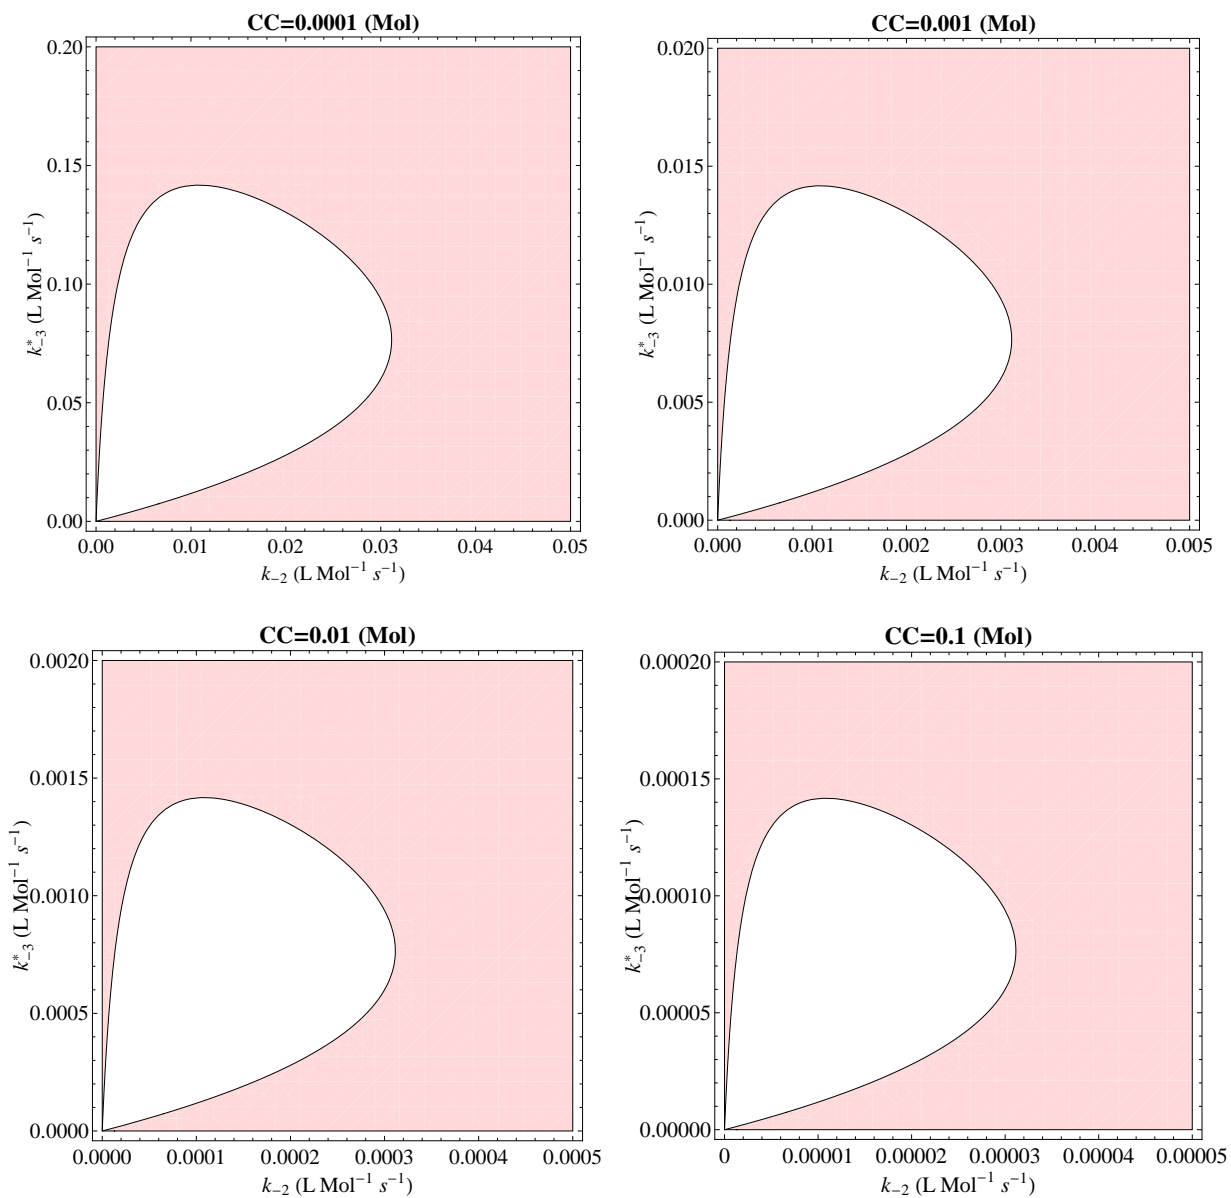 CC=0.0001 (Mol)
0.20
0.15
0.10
0.05
0.00
k*₋₃ (L Mol⁻¹ s⁻¹)
0.00 0.01 0.02 0.03 0.04 0.05
k₋₂ (L Mol⁻¹ s⁻¹)
CC=0.001 (Mol)
0.020
0.015
0.010
0.005
0.000
k*₋₃ (L Mol⁻¹ s⁻¹)
0.000 0.001 0.002 0.003 0.004 0.005
k₋₂ (L Mol⁻¹ s⁻¹)
CC=0.01 (Mol)
0.0020
0.0015
0.0010
0.0005
0.0000
k*₋₃ (L Mol⁻¹ s⁻¹)
0.0000 0.0001 0.0002 0.0003 0.0004 0.0005
k₋₂ (L Mol⁻¹ s⁻¹)
CC=0.1 (Mol)
0.00020
0.00015
0.00010
0.00005
0.00000
k*₋₃ (L Mol⁻¹ s⁻¹)
0 0.00001 0.00002 0.00003 0.00004 0.00005
k₋₂ (L Mol⁻¹ s⁻¹)